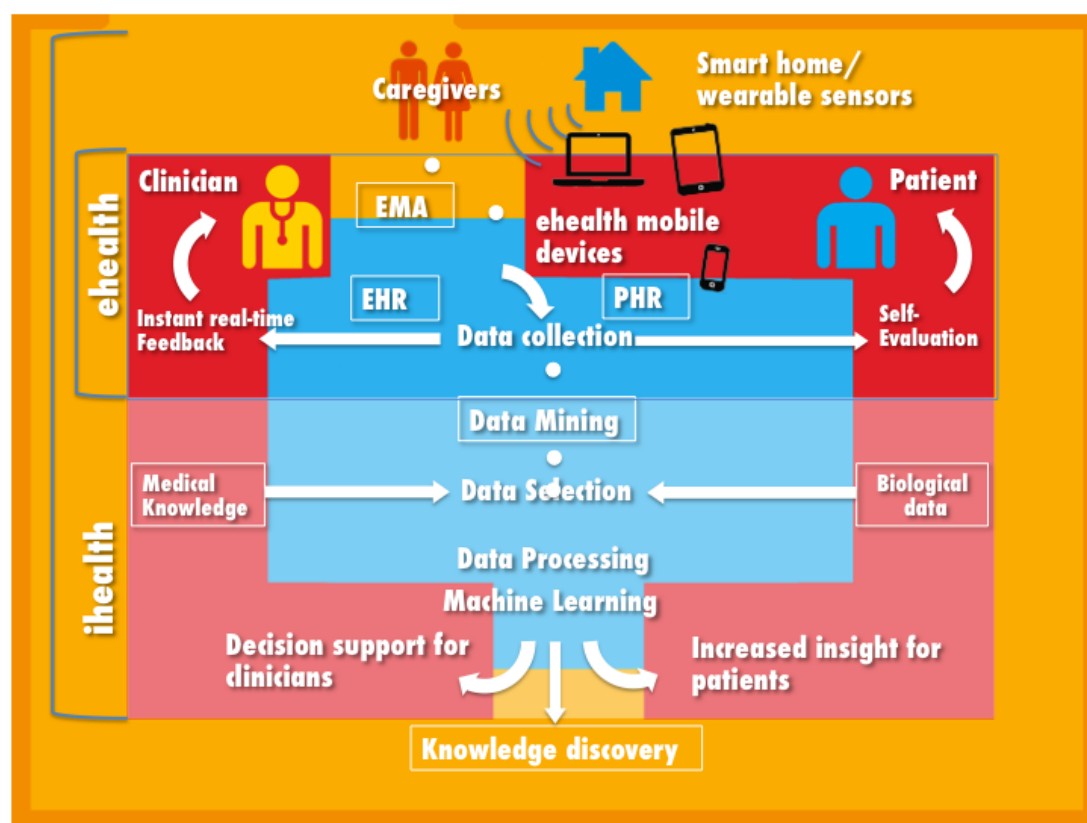 Caregivers
Smart home/
wearable sensors
Clinician
EMA
ehealth mobile
devices
Patient
ehealth
EHR
PHR
Instant real-time
Feedback
Data collection
Self-
Evaluation
Data Mining
Medical
Knowledge
Data Selection
Biological
data
ihealth
Data Processing
Machine Learning
Decision support for
clinicians
Increased insight for
patients
Knowledge discovery